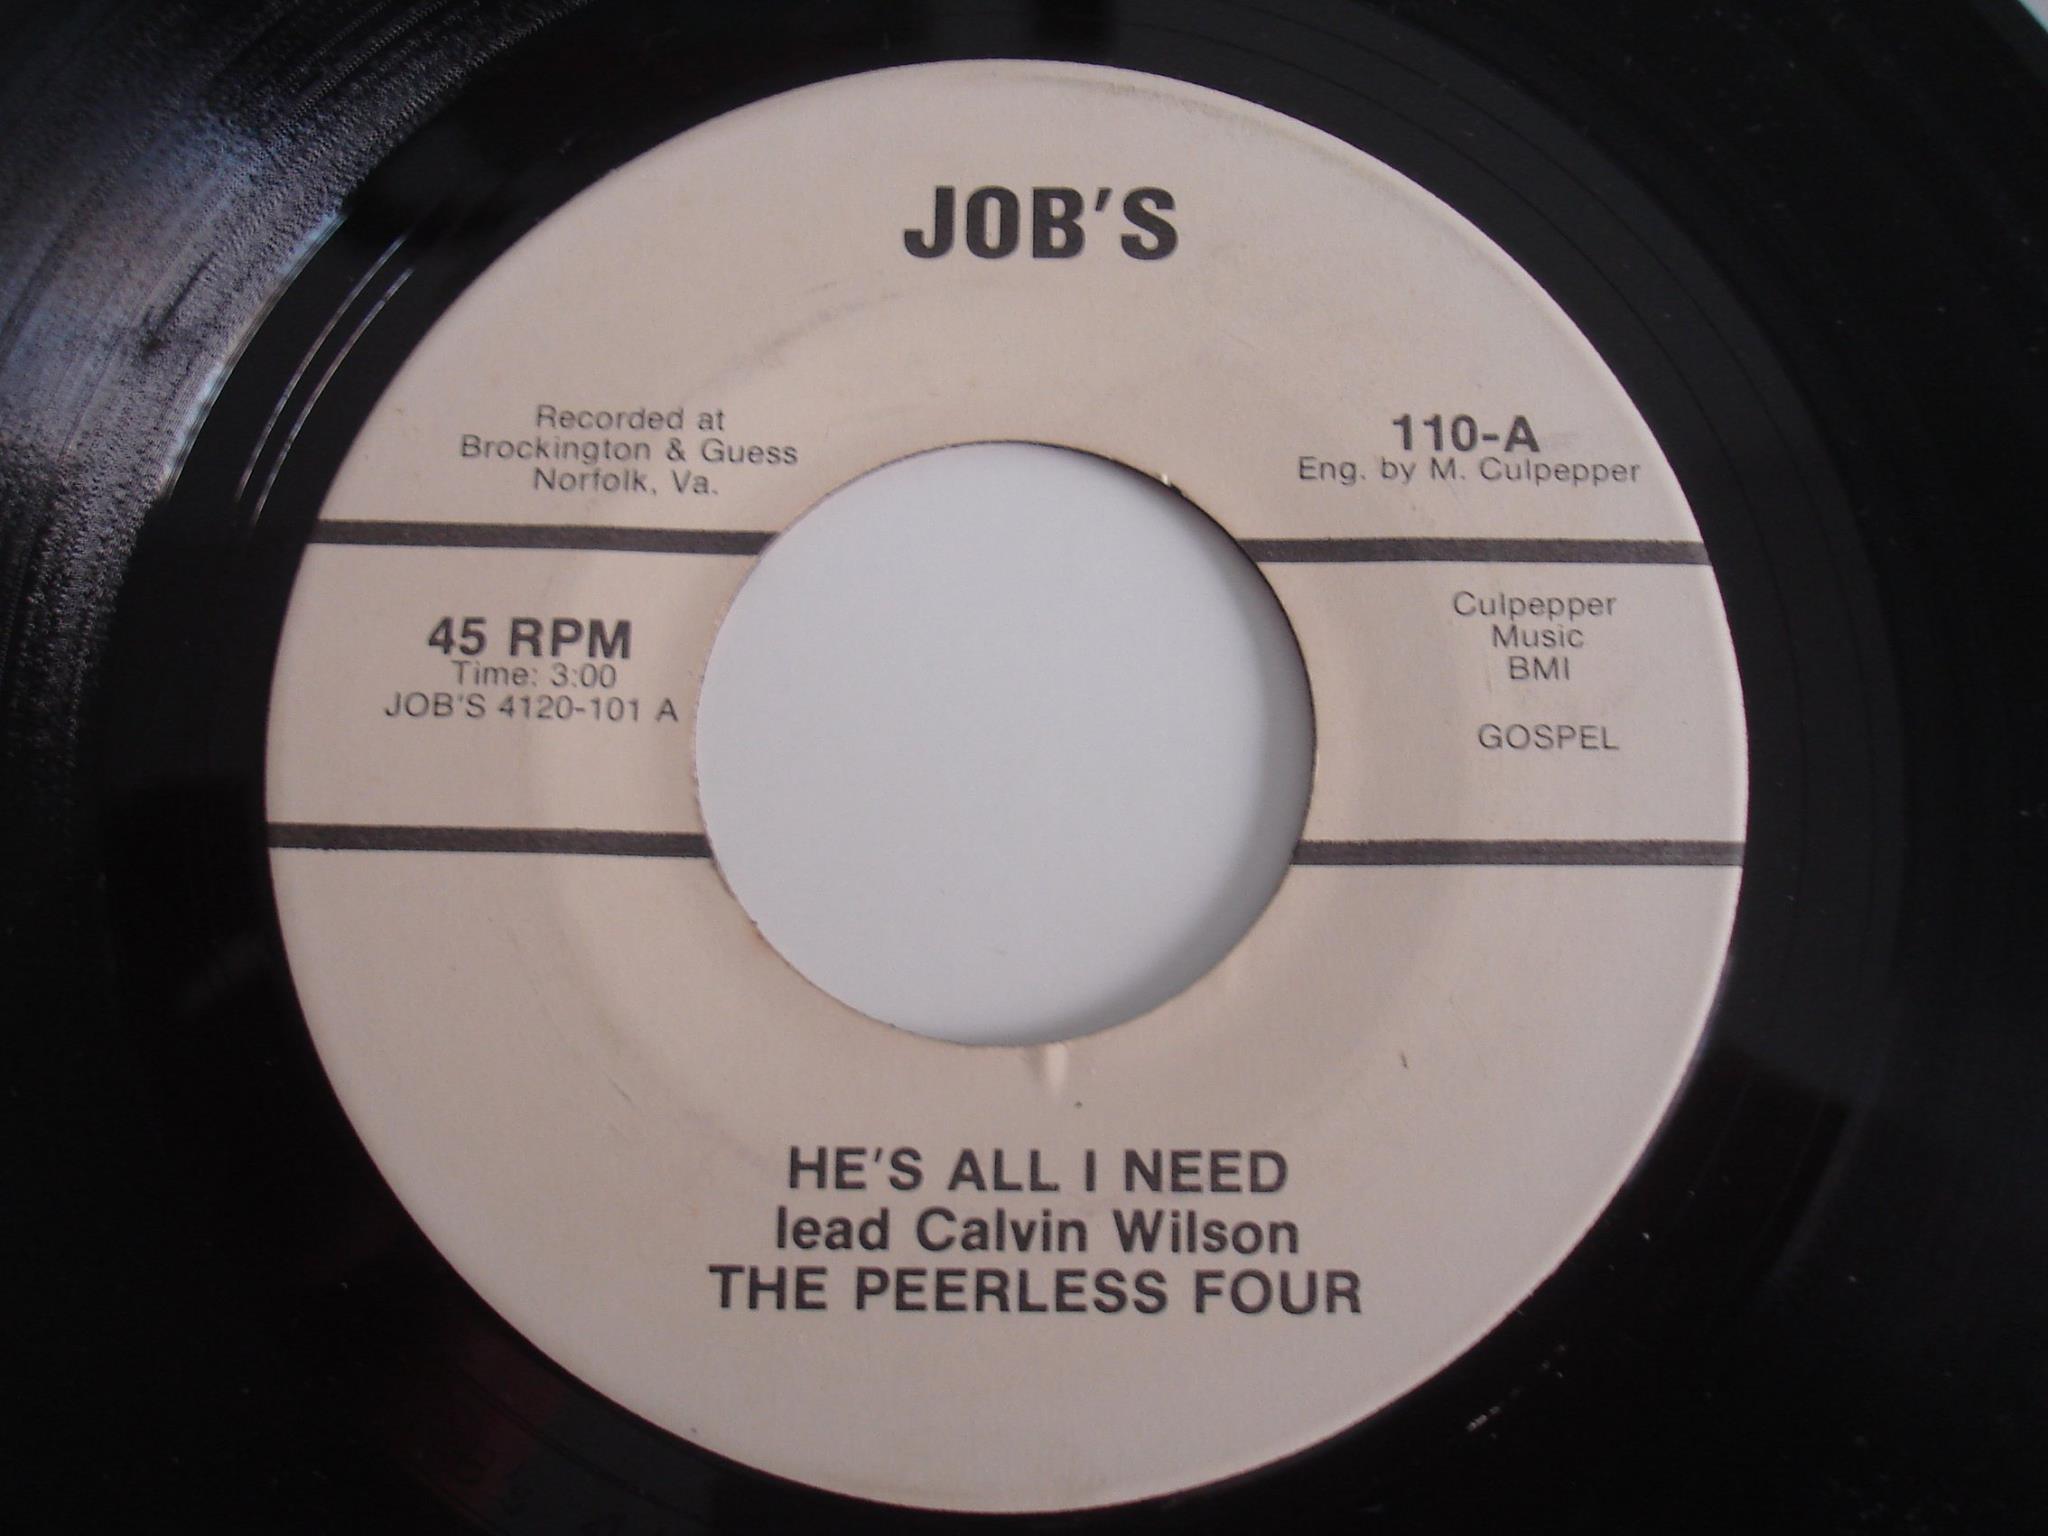 JOB'S
Recorded at
Brockington & Guess
Norfolk, Va.
110-A
Eng. by M. Culpepper
45 RPM
Time: 3:00
JOB'S 4120-101 A
Culpepper
Music
BMI
GOSPEL
HE'S ALL I NEED
lead Calvin Wilson
THE PEERLESS FOUR